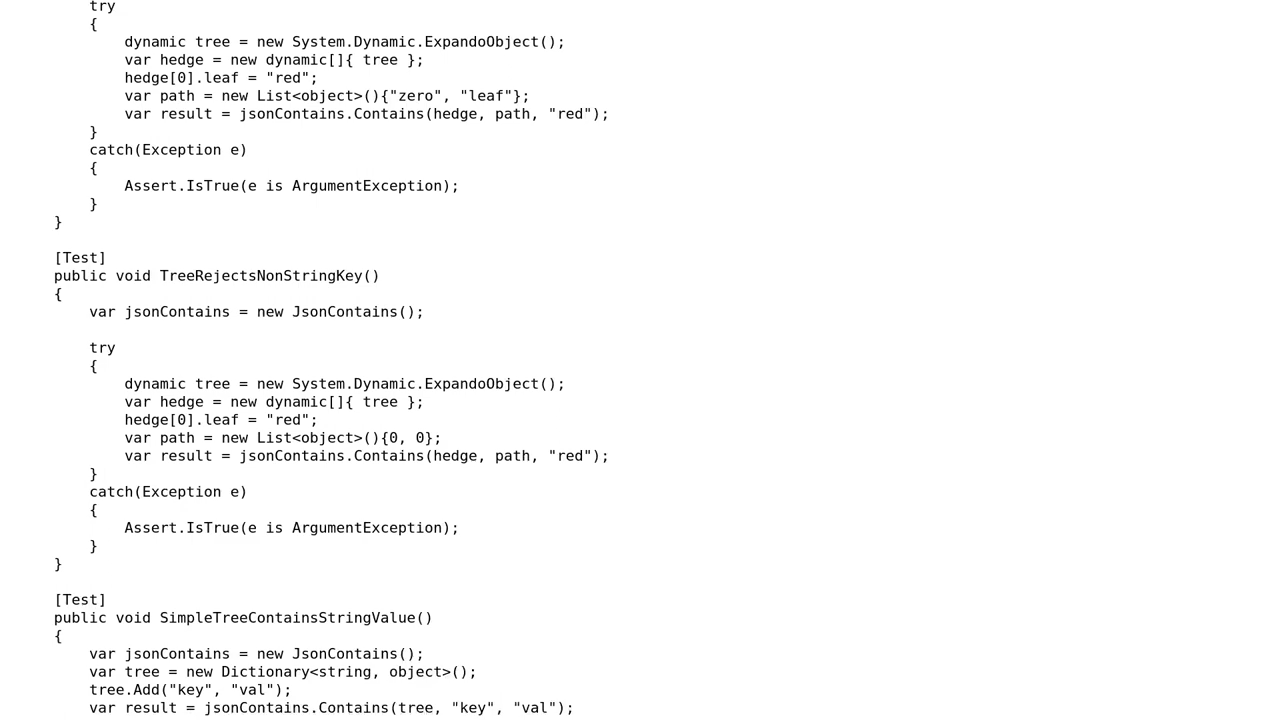 try
{
dynamic tree = new System.Dynamic.ExpandoObject();
var hedge = new dynamic[]{ tree };
hedge[0].leaf = "red";
var path = new List<object>(){"zero", "leaf"};
var result = jsonContains.Contains(hedge, path, "red");
}
catch(Exception e)
{
Assert.IsTrue(e is ArgumentException);
}
}
[Test]
public void TreeRejectsNonStringKey()
{
var jsonContains = new JsonContains();
try
{
dynamic tree = new System.Dynamic.ExpandoObject();
var hedge = new dynamic[]{ tree };
hedge[0].leaf = "red";
var path = new List<object>(){0, 0};
var result = jsonContains.Contains(hedge, path, "red");
}
catch(Exception e)
{
Assert.IsTrue(e is ArgumentException);
}
}
[Test]
public void SimpleTreeContainsStringValue()
{
var jsonContains = new JsonContains();
var tree = new Dictionary<string, object>();
tree.Add("key", "val");
var result = jsonContains.Contains(tree, "key", "val");